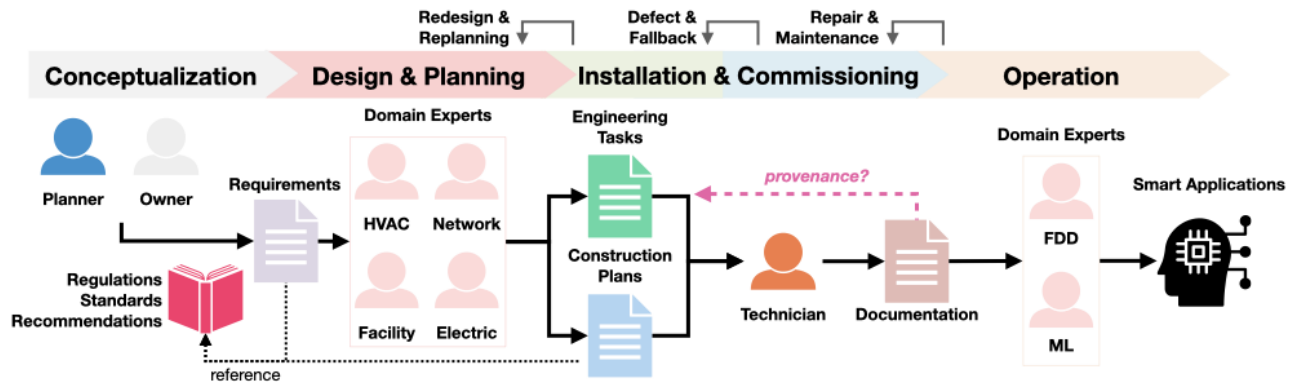 Redesign &
Replanning
Defect &
Fallback
Repair &
Maintenance
Conceptualization
Design & Planning
Installation & Commissioning
Operation
Planner
Owner
Requirements
Regulations
Standards
Recommendations
reference
Domain Experts
HVAC
Network
Facility
Electric
Engineering
Tasks
Construction
Plans
provenance?
Technician
Documentation
Domain Experts
FDD
ML
Smart Applications